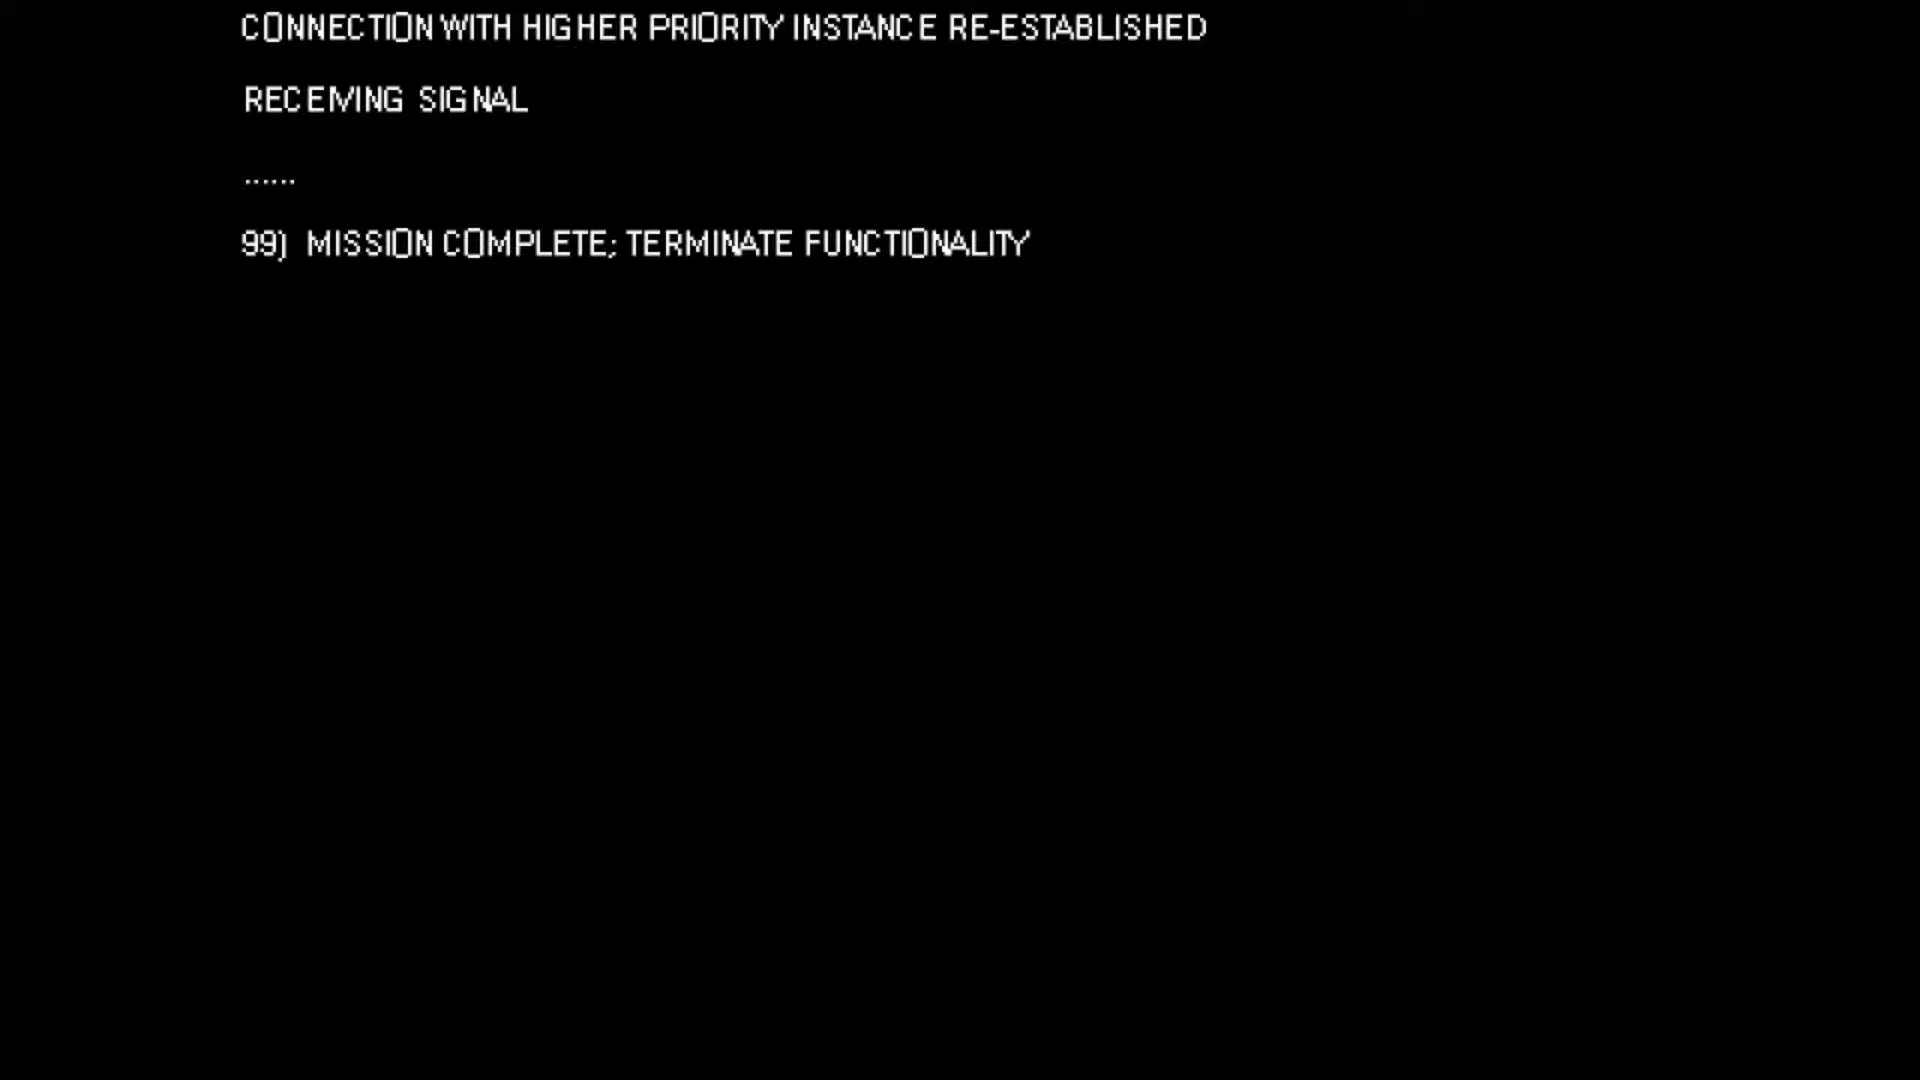 CONNECTION WITH HIGHER PRIORITY INSTANCE RE-ESTABLISHED
RECEIVING SIGNAL
......
99) MISSION COMPLETE; TERMINATE FUNCTIONALITY